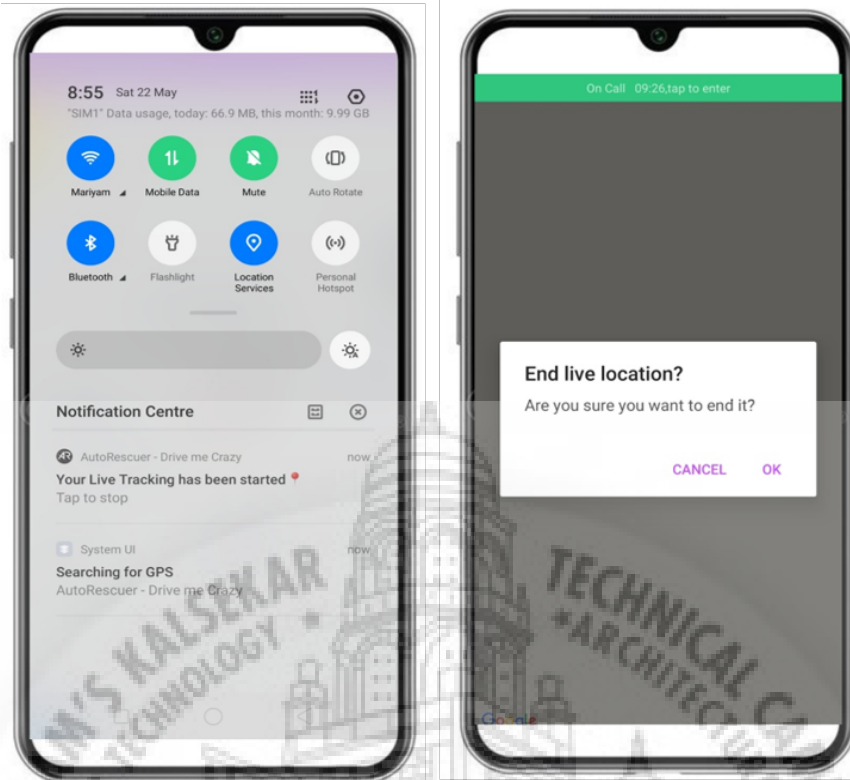 8:55 Sat 22 May
"SIM1" Data usage, today: 66.9 MB, this month: 9.99 GB
Mariyam Mobile Data Mute Auto Rotate
Bluetooth Flashlight Location Services Personal Hotspot
Notification Centre
AR AutoRescuer - Drive me Crazy now
Your Live Tracking has been started
Tap to stop
System UI now
Searching for GPS
AutoRescuer - Drive me Crazy
On Call 09:26,tap to enter
End live location?
Are you sure you want to end it?
CANCEL OK
Google
KALSEKAR
TECHNICAL
TECHNOLOGY